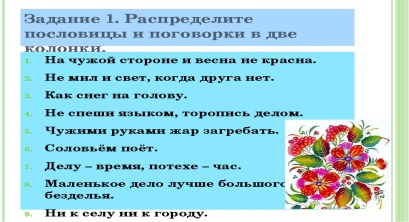 Задание 1. Распределите
пословицы и поговорки в две
колонки.
1. На чужой стороне и весна не красна.
2. Не мил и свет, когда друга нет.
3. Как снег на голову.
4. Не спеши языком, торопись делом.
5. Чужими руками жар загребать.
6. Соловьём поёт.
7. Делу – время, потехе – час.
8. Маленькое дело лучше большого
безделья.
9. Ни к селу ни к городу.